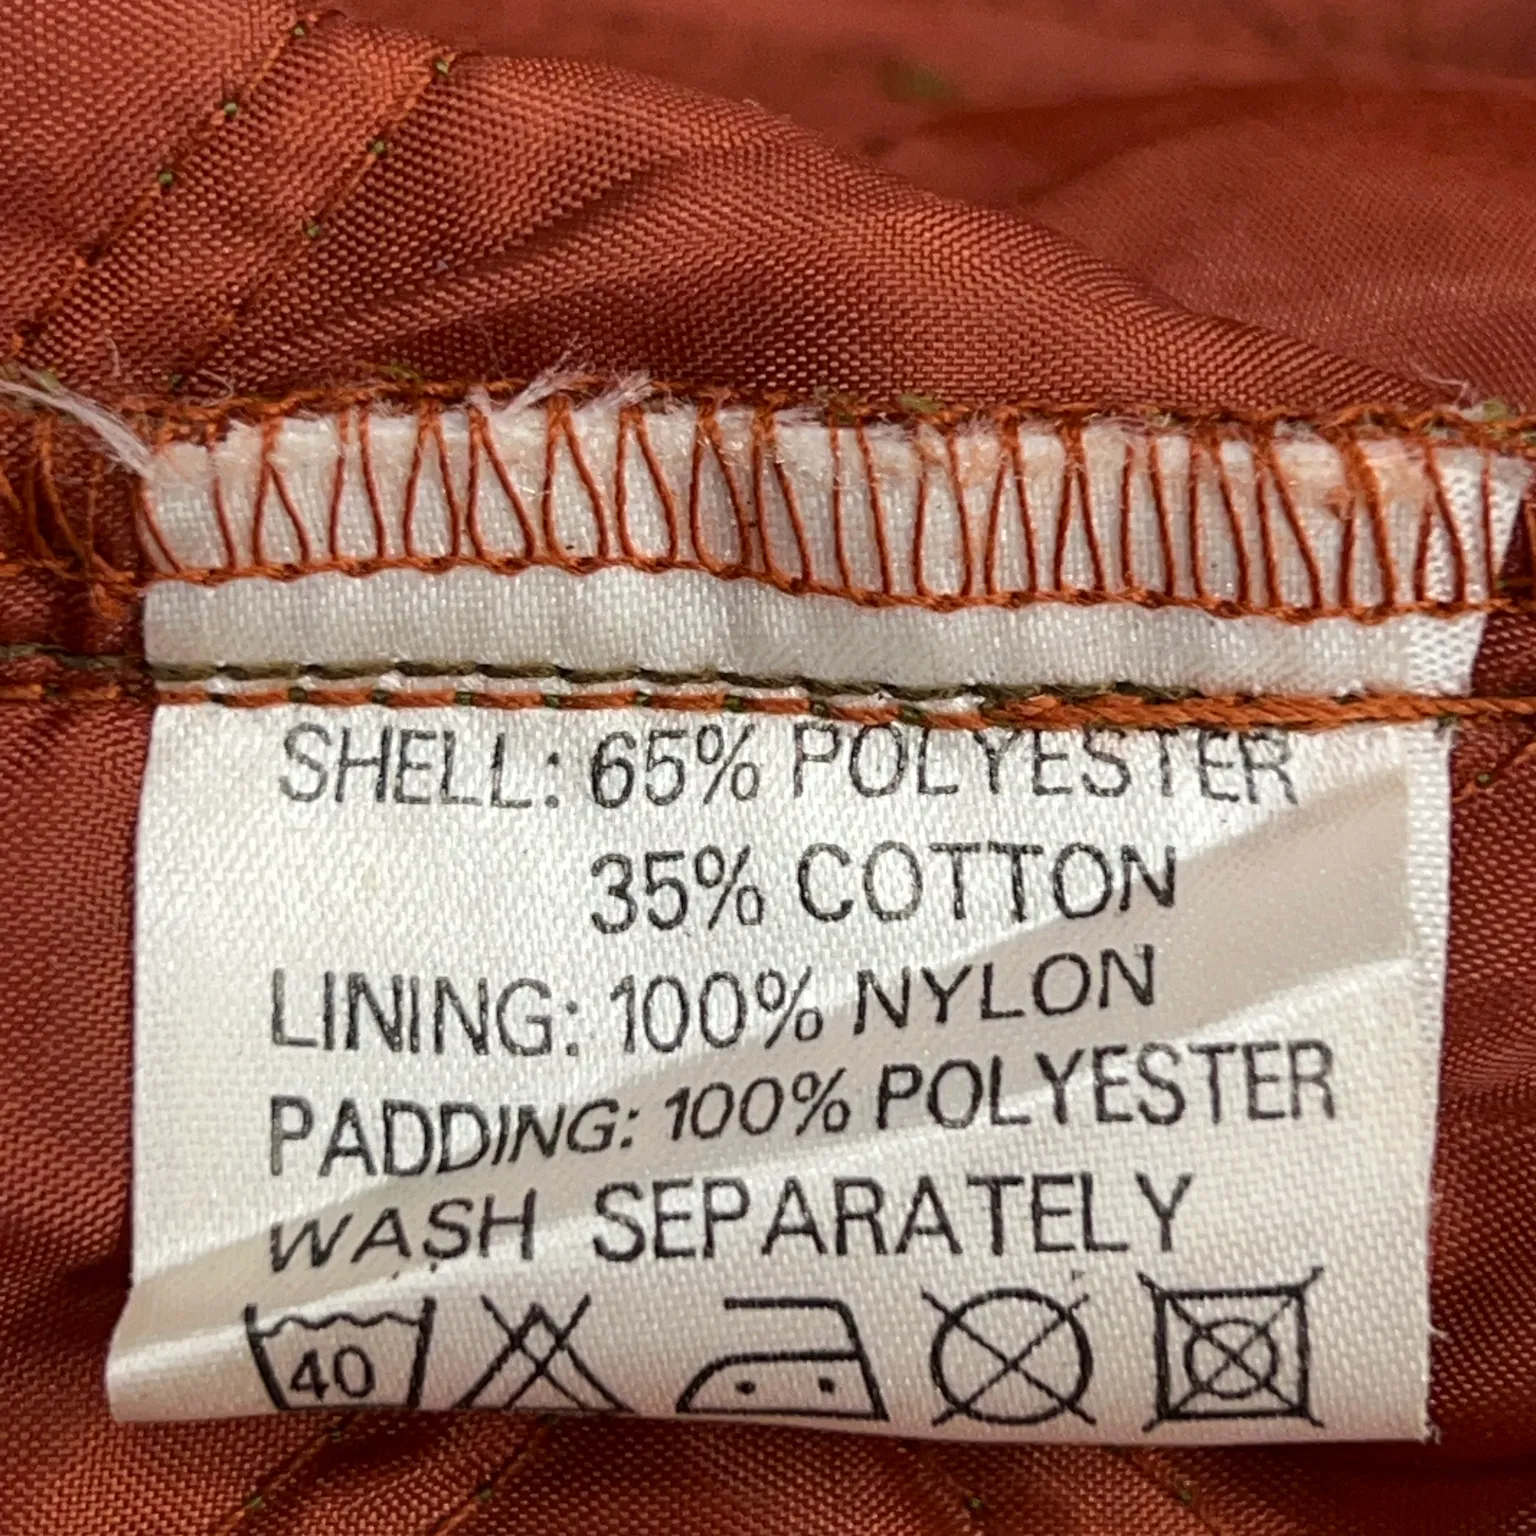 SHELL: 65% POLYESTER
35% COTTON
LINING: 100% NYLON
PADDING: 100% POLYESTER
WASH SEPARATELY
40